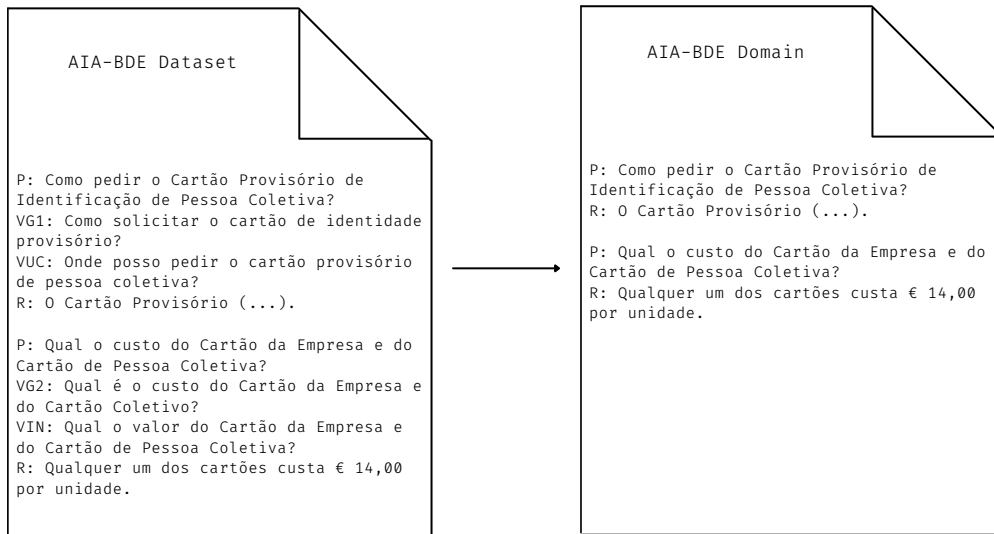 AIA-BDE Dataset
P: Como pedir o Cartão Provisório de
Identificação de Pessoa Coletiva?
VG1: Como solicitar o cartão de identidade
provisório?
VUC: Onde posso pedir o cartão provisório
de pessoa coletiva?
R: O Cartão Provisório (...).
P: Qual o custo do Cartão da Empresa e do
Cartão de Pessoa Coletiva?
VG2: Qual é o custo do Cartão da Empresa e
do Cartão Coletivo?
VIN: Qual o valor do Cartão da Empresa e
do Cartão de Pessoa Coletiva?
R: Qualquer um dos cartões custa € 14,00
por unidade.
AIA-BDE Domain
P: Como pedir o Cartão Provisório de
Identificação de Pessoa Coletiva?
R: O Cartão Provisório (...).
P: Qual o custo do Cartão da Empresa e do
Cartão de Pessoa Coletiva?
R: Qualquer um dos cartões custa € 14,00
por unidade.